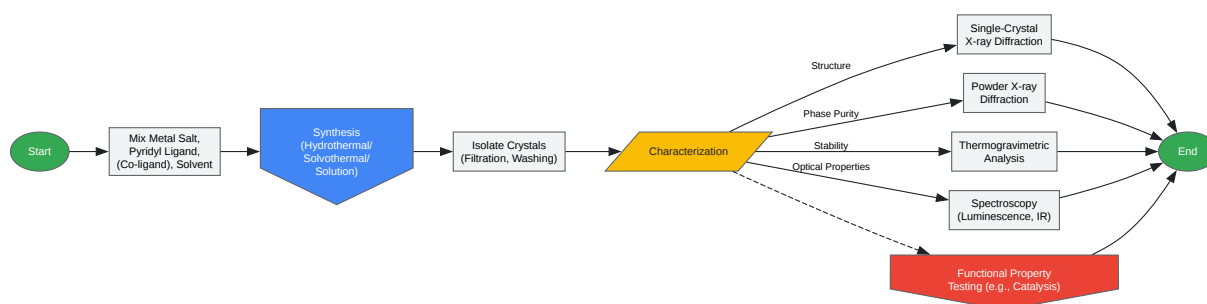 Start
Mix Metal Salt,
Pyridyl Ligand,
(Co-ligand), Solvent
Synthesis
(Hydrothermal/
Solvothermal/
Solution)
Isolate Crystals
(Filtration, Washing)
Characterization
Structure
Phase Purity
Stability
Optical Properties
Single-Crystal
X-ray Diffraction
Powder X-ray
Diffraction
Thermogravimetric
Analysis
Spectroscopy
(Luminescence, IR)
Functional Property
Testing (e.g., Catalysis)
End